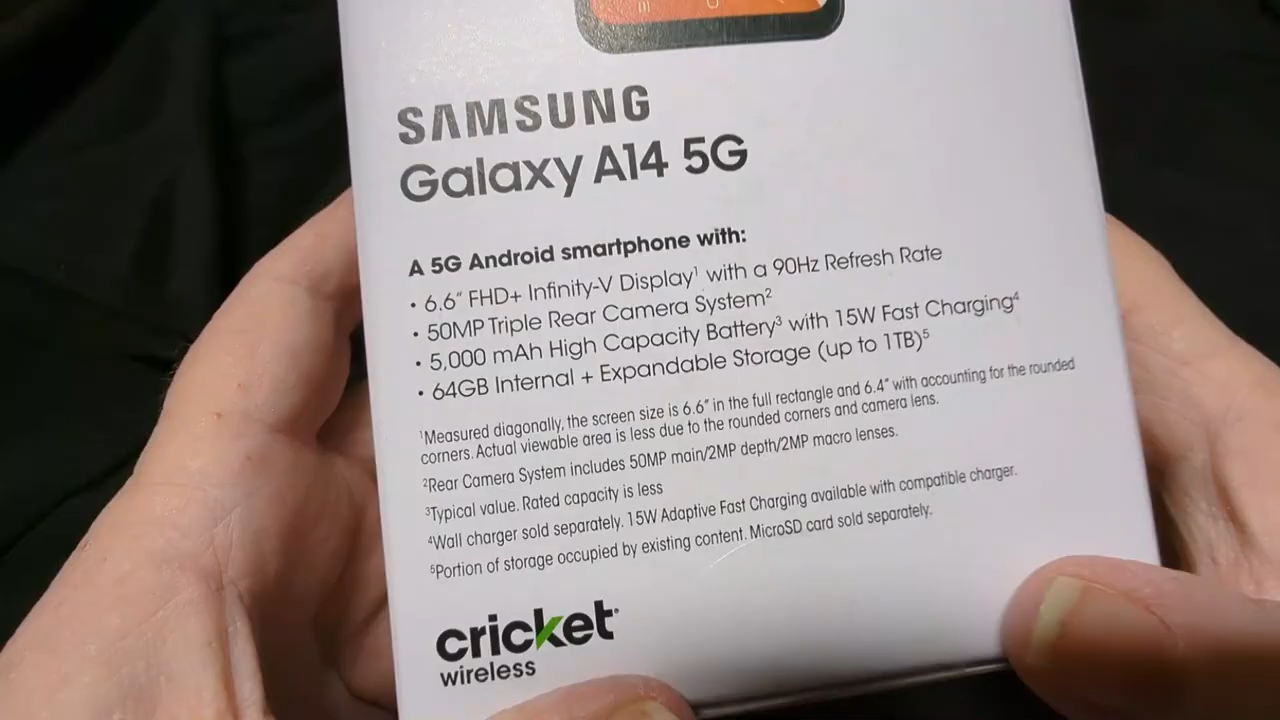 SAMSUNG
Galaxy A14 5G
A 5G Android smartphone with:
• 6.6" FHD+ Infinity-V Display¹ with a 90Hz Refresh Rate
• 50MP Triple Rear Camera System²
• 5,000 mAh High Capacity Battery³ with 15W Fast Charging⁴
• 64GB Internal + Expandable Storage (up to 1TB)⁵
¹Measured diagonally, the screen size is 6.6" in the full rectangle and 6.4" with accounting for the rounded
corners. Actual viewable area is less due to the rounded corners and camera lens.
²Rear Camera System includes 50MP main/2MP depth/2MP macro lenses.
³Typical value. Rated capacity is less
⁴Wall charger sold separately. 15W Adaptive Fast Charging available with compatible charger.
⁵Portion of storage occupied by existing content. MicroSD card sold separately.
cricket
wireless